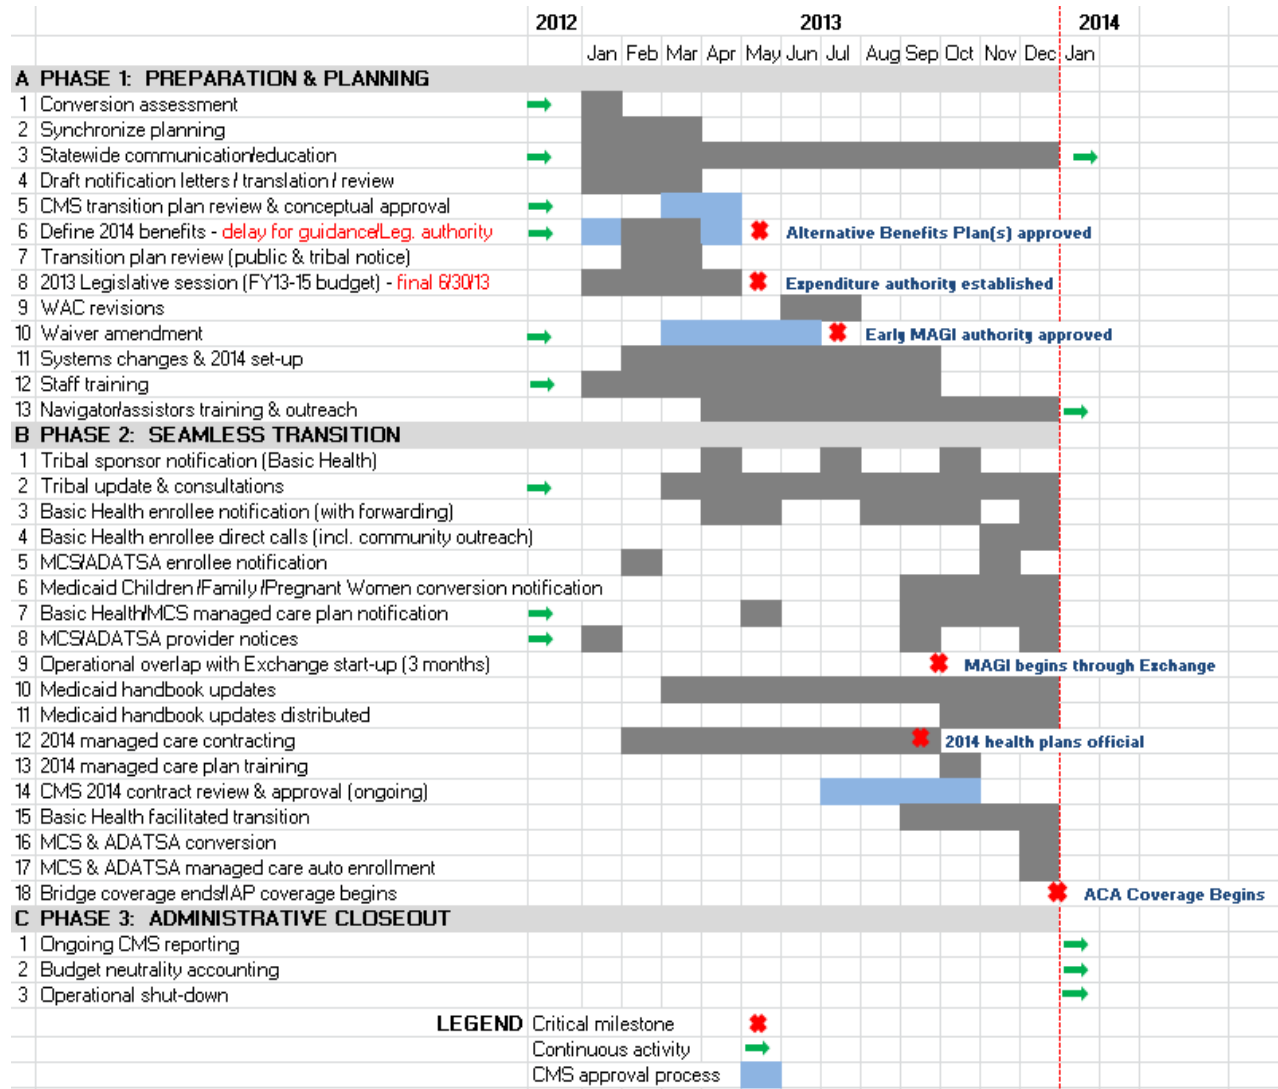 2012 2013 2014
Jan Feb Mar Apr May Jun Jul Aug Sep Oct Nov Dec Jan
A PHASE 1: PREPARATION & PLANNING
1 Conversion assessment
2 Synchronize planning
3 Statewide communication/education
4 Draft notification letters / translation / review
5 CMS transition plan review & conceptual approval
6 Define 2014 benefits - delay for guidance/Leg. authority Alternative Benefits Plan(s) approved
7 Transition plan review (public & tribal notice)
8 2013 Legislative session (FY13-15 budget) - final 6/30/13 Expenditure authority established
9 WAC revisions
10 Waiver amendment Early MAGI authority approved
11 Systems changes & 2014 set-up
12 Staff training
13 Navigator/assistors training & outreach
B PHASE 2: SEAMLESS TRANSITION
1 Tribal sponsor notification (Basic Health)
2 Tribal update & consultations
3 Basic Health enrollee notification (with forwarding)
4 Basic Health enrollee direct calls (incl. community outreach)
5 MCS/ADATSA enrollee notification
6 Medicaid Children /Family /Pregnant Women conversion notification
7 Basic Health/MCS managed care plan notification
8 MCS/ADATSA provider notices
9 Operational overlap with Exchange start-up (3 months) MAGI begins through Exchange
10 Medicaid handbook updates
11 Medicaid handbook updates distributed
12 2014 managed care contracting 2014 health plans official
13 2014 managed care plan training
14 CMS 2014 contract review & approval (ongoing)
15 Basic Health facilitated transition
16 MCS & ADATSA conversion
17 MCS & ADATSA managed care auto enrollment
18 Bridge coverage ends/IAP coverage begins ACA Coverage Begins
C PHASE 3: ADMINISTRATIVE CLOSEOUT
1 Ongoing CMS reporting
2 Budget neutrality accounting
3 Operational shut-down
LEGEND Critical milestone
Continuous activity
CMS approval process